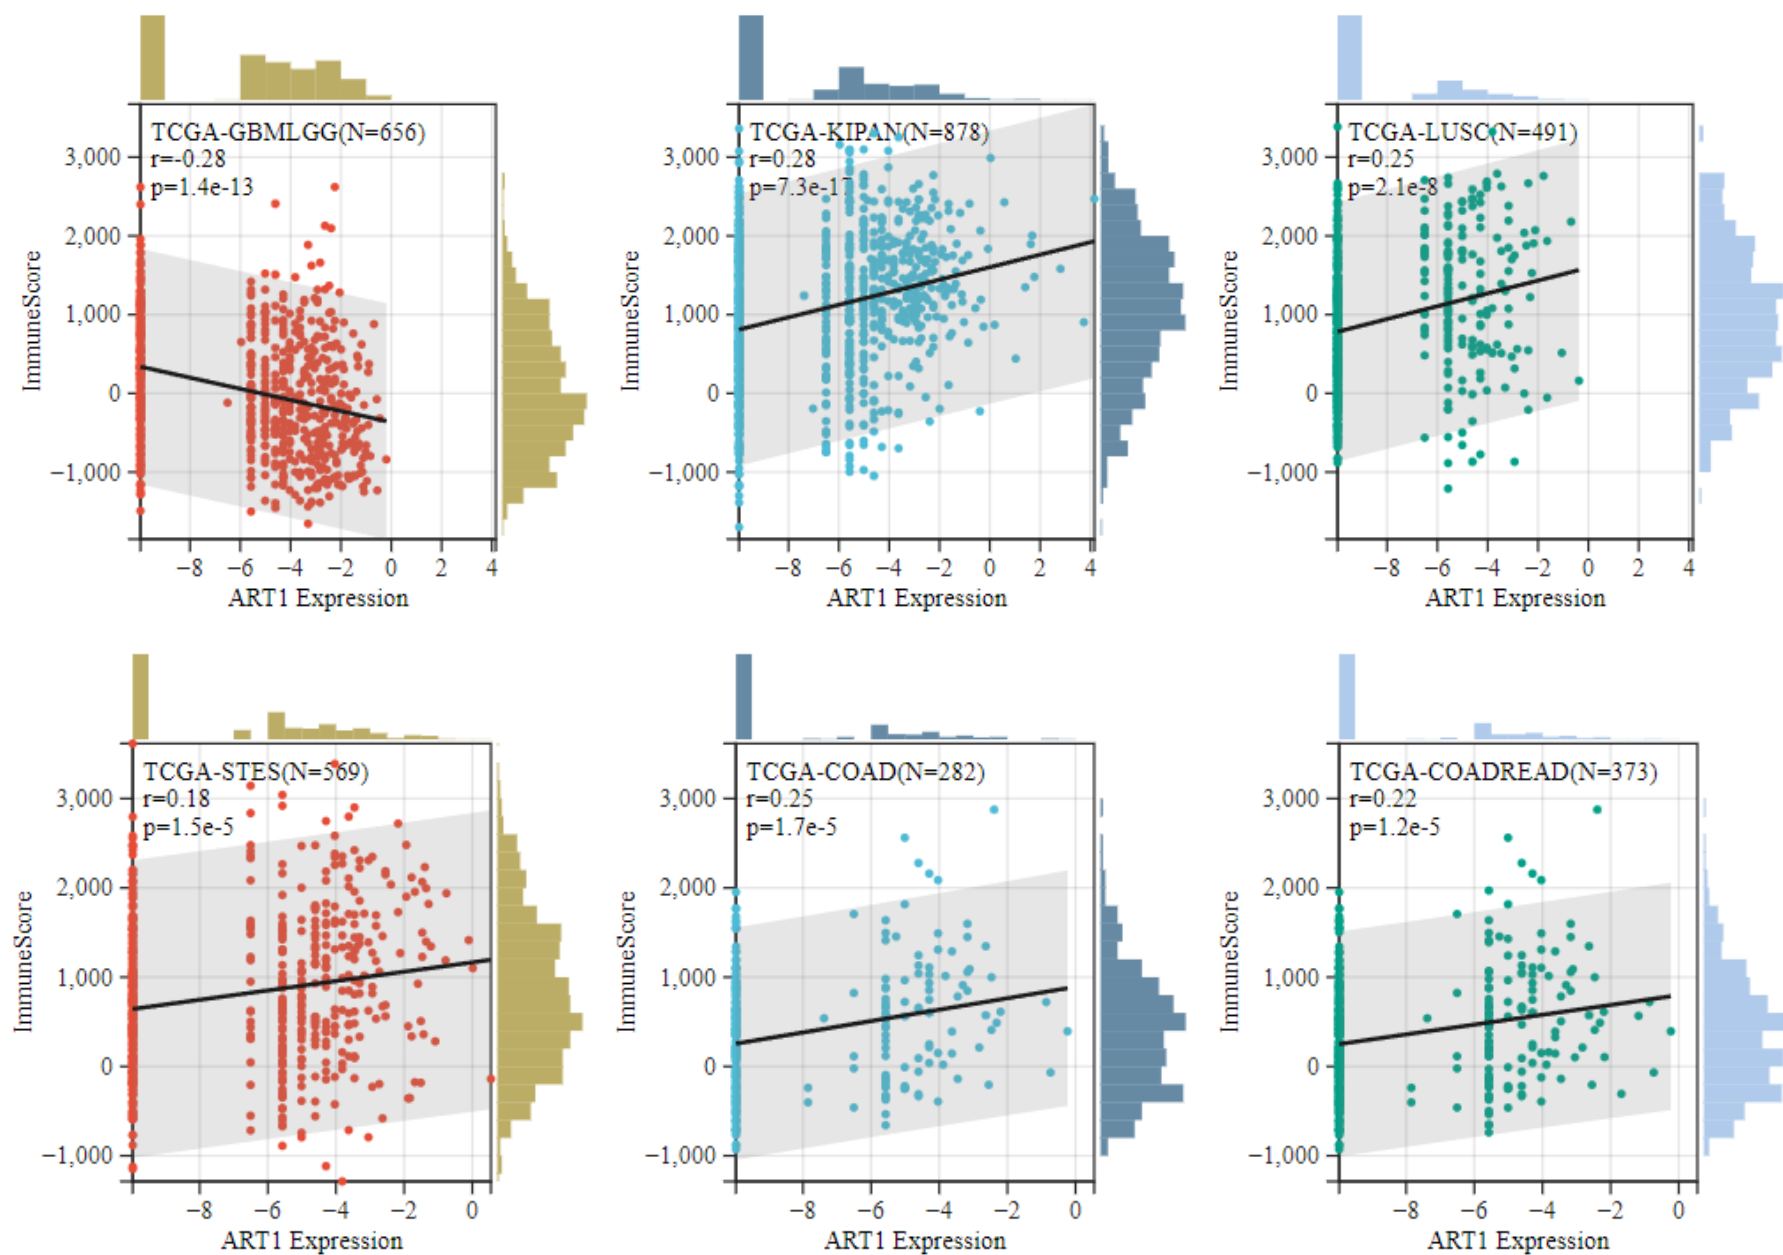 TCGA-GBMLGG(N=656)
r=-0.28
p=1.4e-13
3,000
2,000
1,000
0
−1,000
ImmuneScore
−8 −6 −4 −2 0 2 4
ART1 Expression
TCGA-KIPAN(N=878)
r=0.28
p=7.3e-17
3,000
2,000
1,000
0
−1,000
ImmuneScore
−8 −6 −4 −2 0 2 4
ART1 Expression
TCGA-LUSC(N=491)
r=0.25
p=2.1e-8
3,000
2,000
1,000
0
−1,000
ImmuneScore
−8 −6 −4 −2 0 2 4
ART1 Expression
TCGA-STES(N=569)
r=0.18
p=1.5e-5
3,000
2,000
1,000
0
−1,000
ImmuneScore
−8 −6 −4 −2 0
ART1 Expression
TCGA-COAD(N=282)
r=0.25
p=1.7e-5
3,000
2,000
1,000
0
−1,000
ImmuneScore
−8 −6 −4 −2 0
ART1 Expression
TCGA-COADREAD(N=373)
r=0.22
p=1.2e-5
3,000
2,000
1,000
0
−1,000
ImmuneScore
−8 −6 −4 −2 0
ART1 Expression